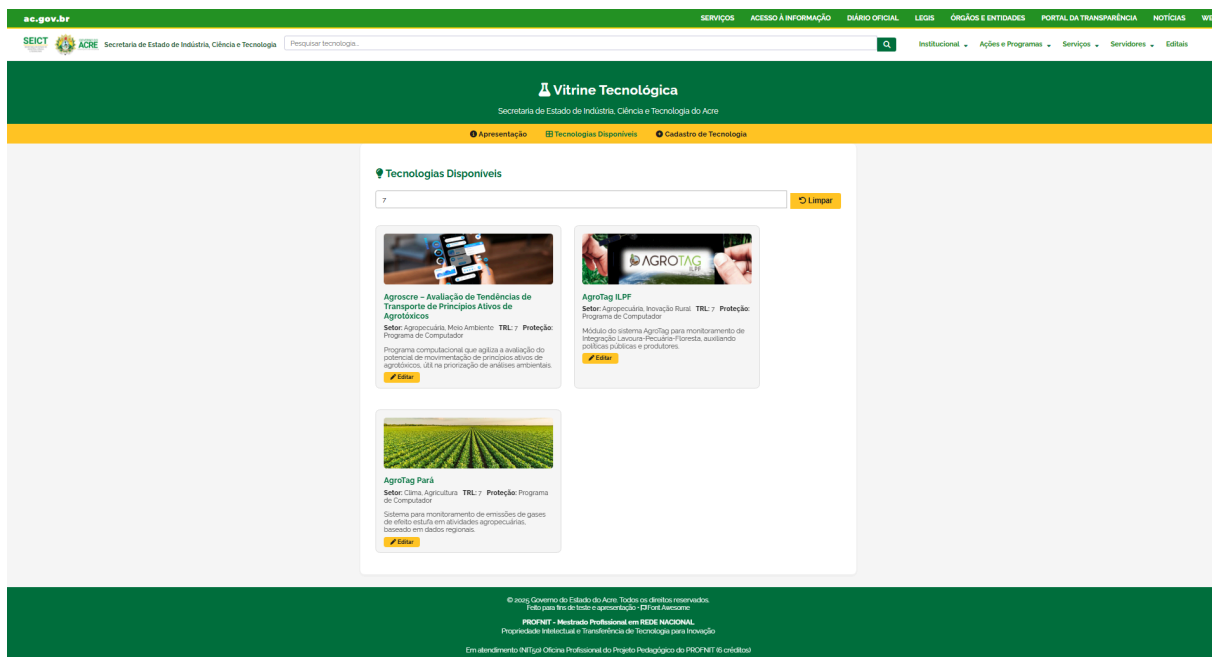 ac.gov.br
SERVIÇOS ACESSO À INFORMAÇÃO DIÁRIO OFICIAL LEGIS ÓRGÃOS E ENTIDADES PORTAL DA TRANSPARÊNCIA NOTÍCIAS WE
SEICT ACRE Secretaria de Estado de Indústria, Ciência e Tecnologia Pesquisar tecnologia... Institucional Ações e Programas Serviços Servidores Editais
Vitrine Tecnológica
Secretaria de Estado de Indústria, Ciência e Tecnologia do Acre
Apresentação Tecnologias Disponíveis Cadastro de Tecnologia
Tecnologias Disponíveis
7 Limpar
Agroscre – Avaliação de Tendências de
Transporte de Princípios Ativos de
Agrotóxicos
Setor: Agropecuária, Meio Ambiente TRL: 7 Proteção:
Programa de Computador
Programa computacional que agiliza a avaliação do
potencial de movimentação de princípios ativos de
agrotóxicos, útil na priorização de análises ambientais.
Editar
AGROTAG
ILPF
AgroTag ILPF
Setor: Agropecuária, Inovação Rural TRL: 7 Proteção:
Programa de Computador
Módulo do sistema AgroTag para monitoramento de
Integração Lavoura-Pecuária-Floresta, auxiliando
políticas públicas e produtores.
Editar
AgroTag Pará
Setor: Clima, Agricultura TRL: 7 Proteção: Programa
de Computador
Sistema para monitoramento de emissões de gases
de efeito estufa em atividades agropecuárias,
baseado em dados regionais.
Editar
© 2025 Governo do Estado do Acre. Todos os direitos reservados.
Feito para fins de teste e apresentação - Font Awesome
PROFNIT - Mestrado Profissional em REDE NACIONAL
Propriedade Intelectual e Transferência de Tecnologia para Inovação
Em atendimento (NIT50) Oficina Profissional do Projeto Pedagógico do PROFNIT (6 créditos)